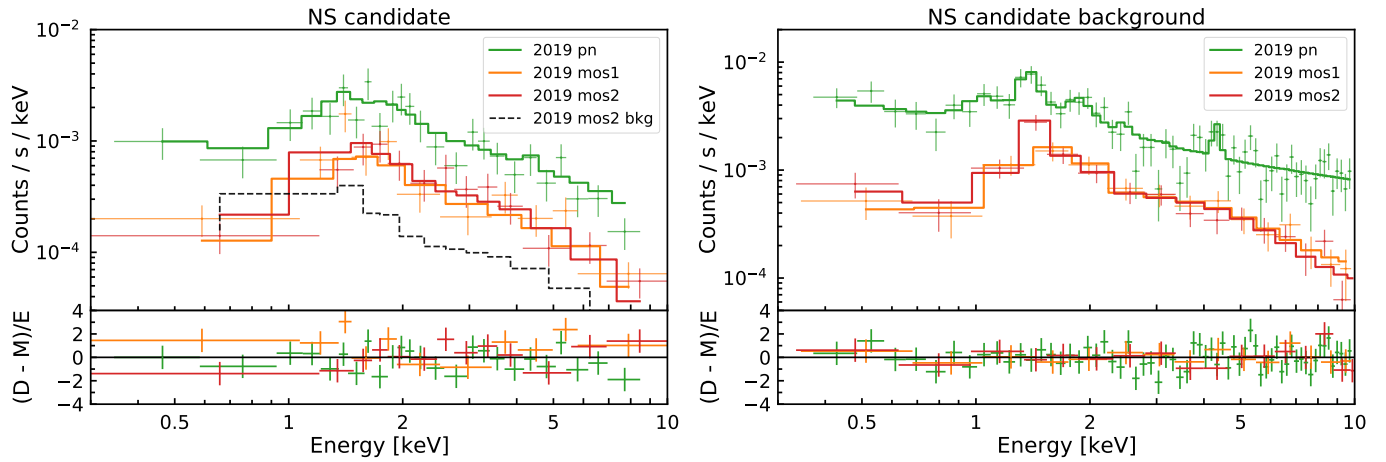 NS candidate
2019 pn
2019 mos1
2019 mos2
2019 mos2 bkg
Counts / s / keV
10⁻²
10⁻³
10⁻⁴
(D - M)/E
4
2
0
−2
−4
0.5
1
2
5
10
Energy [keV]
NS candidate background
2019 pn
2019 mos1
2019 mos2
Counts / s / keV
10⁻²
10⁻³
10⁻⁴
(D - M)/E
4
2
0
−2
−4
0.5
1
2
5
10
Energy [keV]